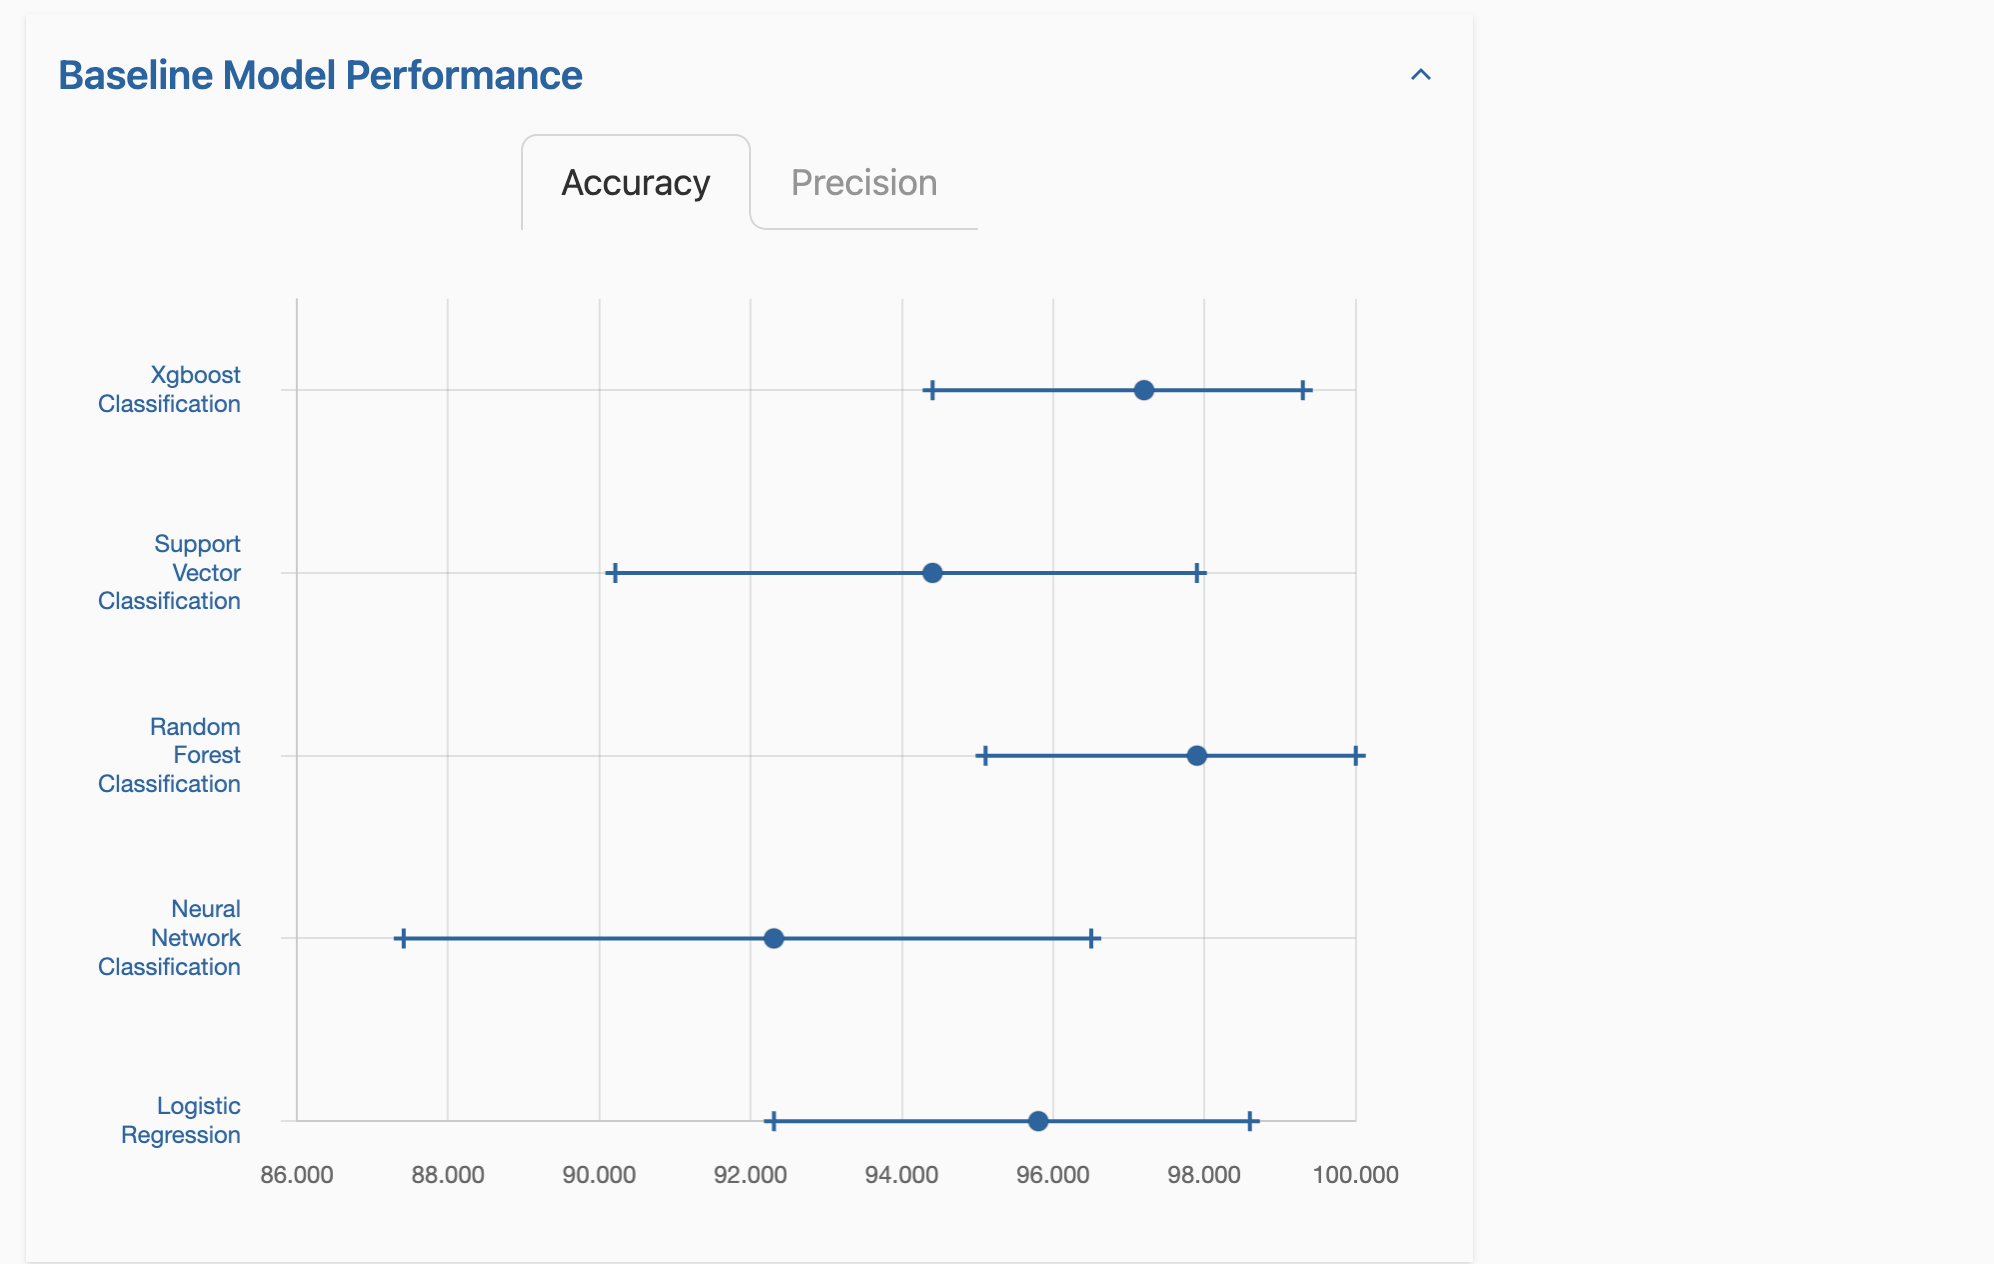 Baseline Model Performance
Accuracy
Precision
Xgboost
Classification
Support
Vector
Classification
Random
Forest
Classification
Neural
Network
Classification
Logistic
Regression
86.000 88.000 90.000 92.000 94.000 96.000 98.000 100.000